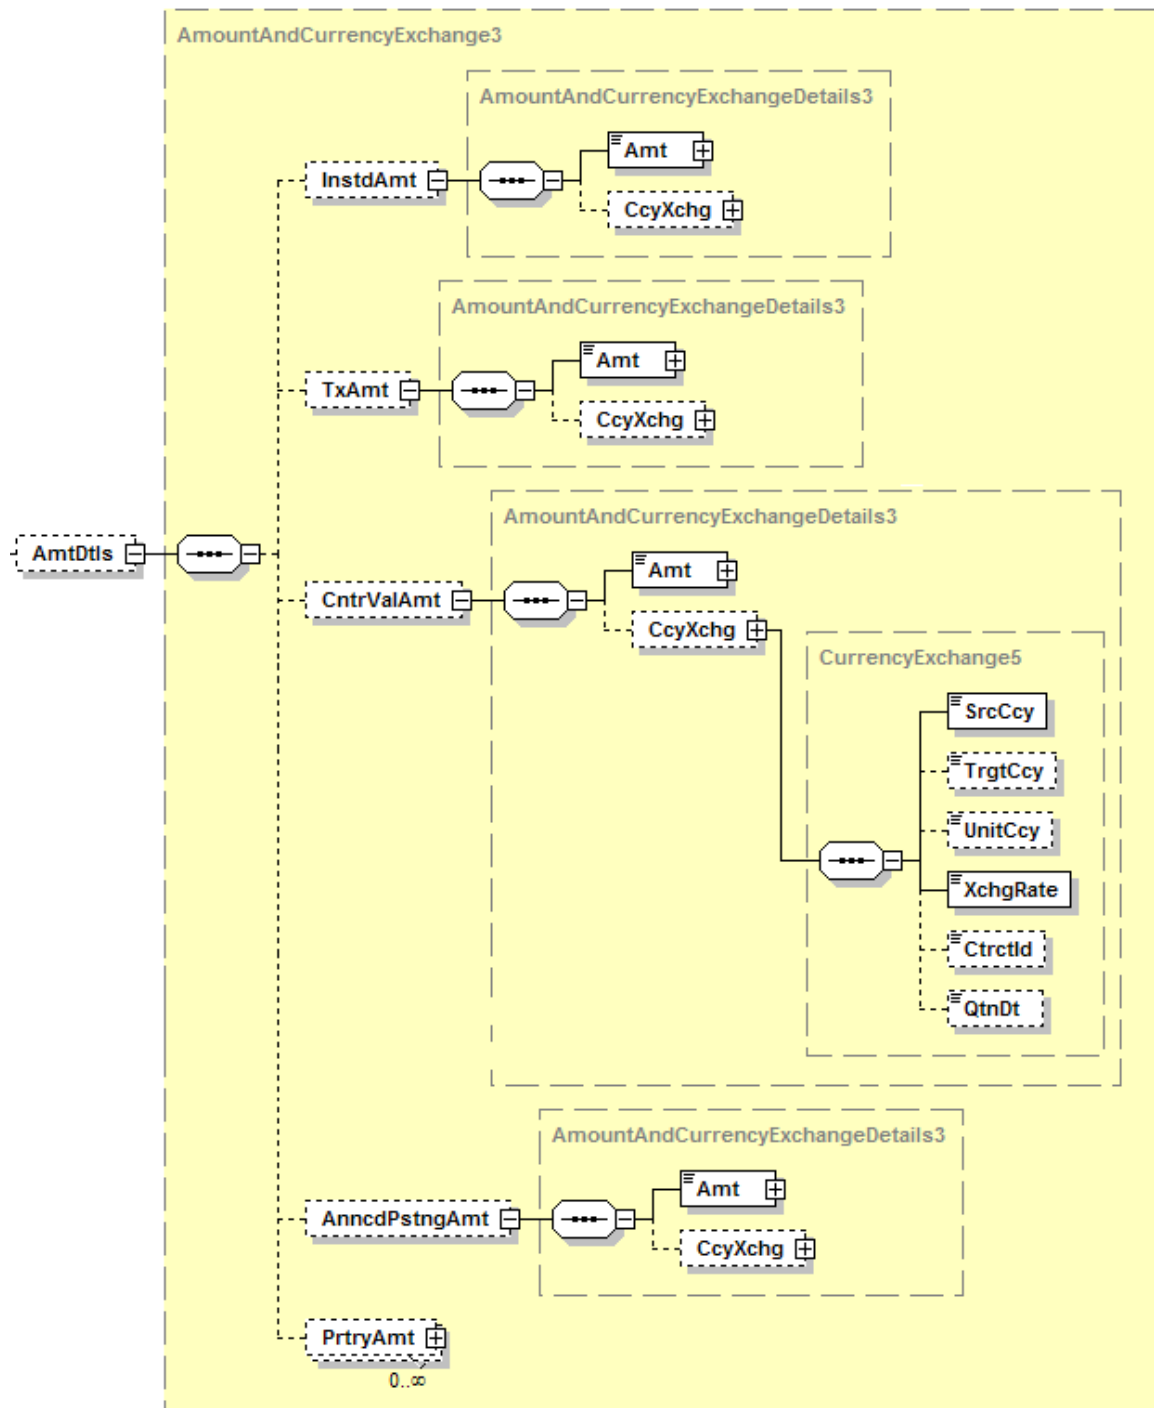 AmountAndCurrencyExchange3
AmountAndCurrencyExchangeDetails3
Amt
InstdAmt
CcyXchg
AmountAndCurrencyExchangeDetails3
Amt
TxAmt
CcyXchg
AmountAndCurrencyExchangeDetails3
AmtDtls
Amt
CntrValAmt
CcyXchg
CurrencyExchange5
SrcCcy
TrgtCcy
UnitCcy
XchgRate
CtrctId
QtnDt
AmountAndCurrencyExchangeDetails3
Amt
AnncdPstngAmt
CcyXchg
PrtryAmt
0..∞